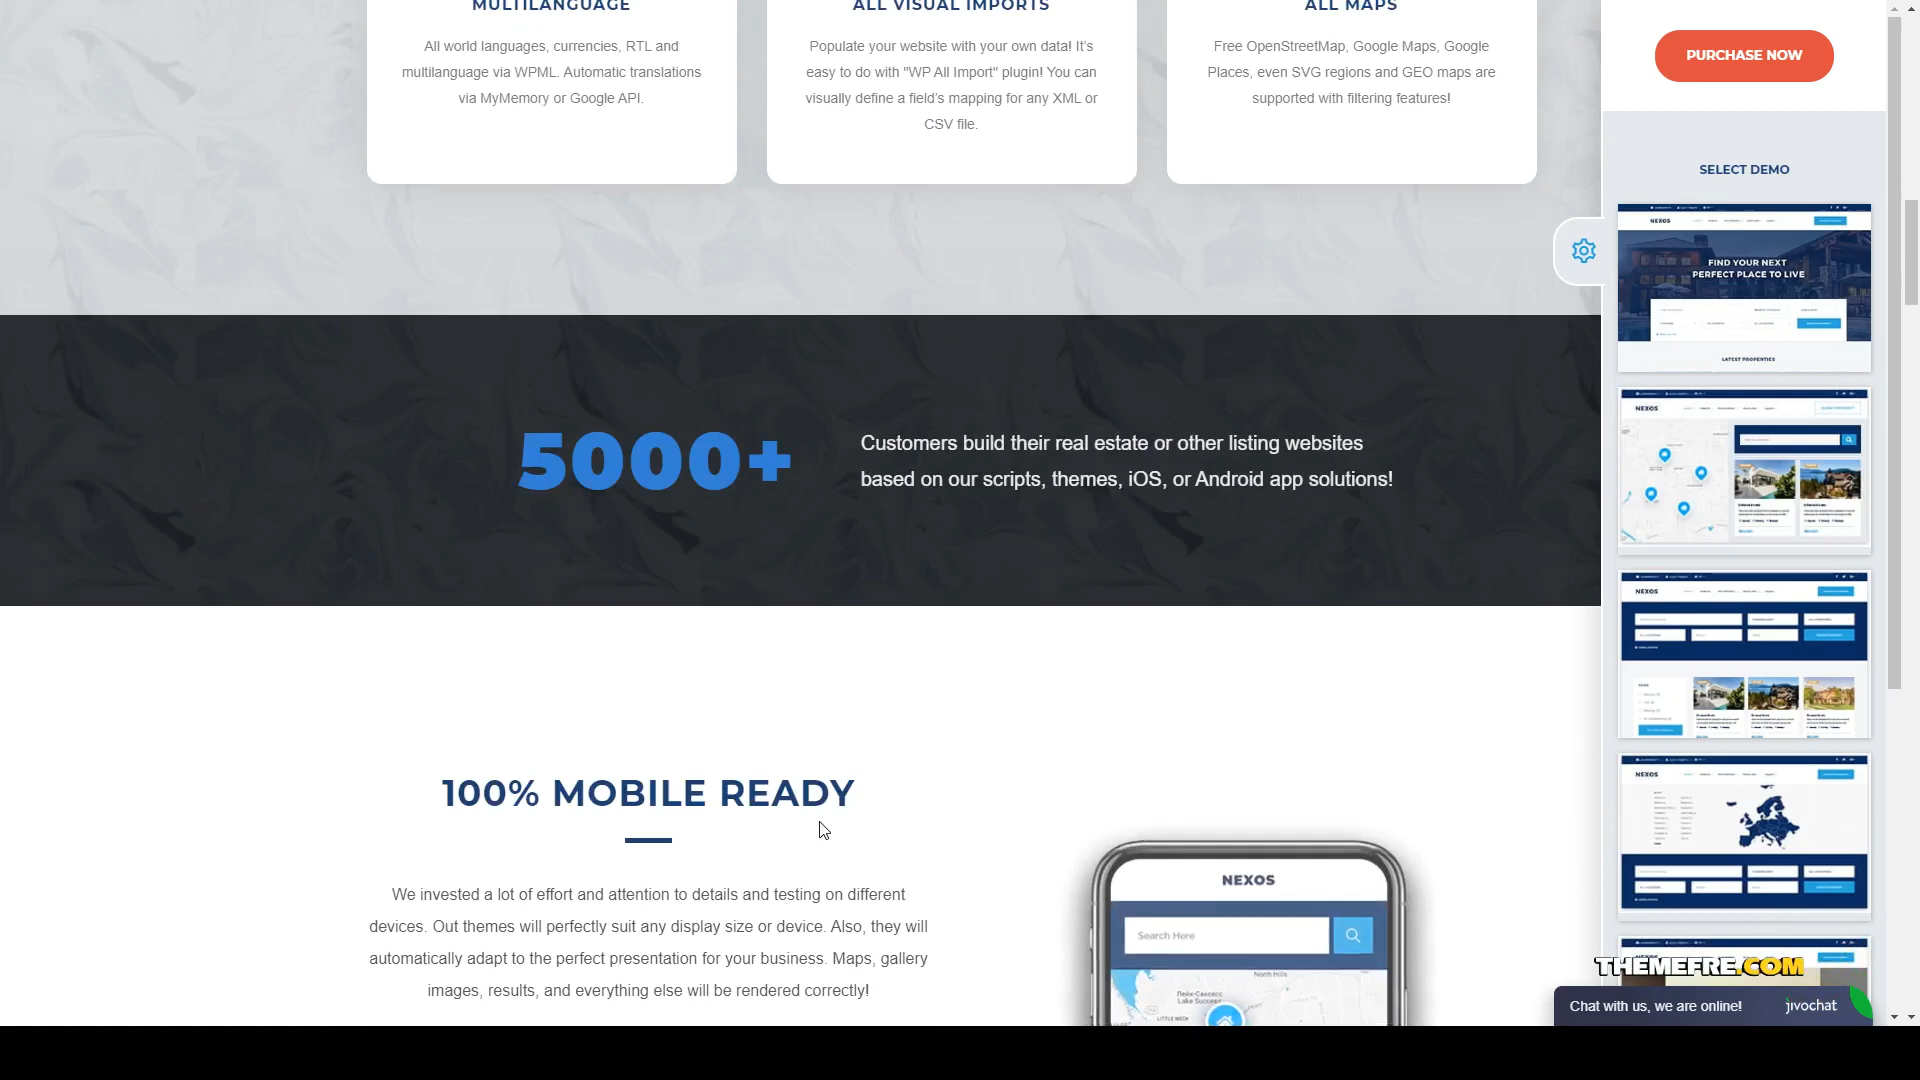 MULTILANGUAGE
All world languages, currencies, RTL and
multilanguage via WPML. Automatic translations
via MyMemory or Google API.
ALL VISUAL IMPORTS
Populate your website with your own data! It's
easy to do with "WP All Import" plugin! You can
visually define a field's mapping for any XML or
CSV file.
ALL MAPS
Free OpenStreetMap, Google Maps, Google
Places, even SVG regions and GEO maps are
supported with filtering features!
5000+
Customers build their real estate or other listing websites
based on our scripts, themes, iOS, or Android app solutions!
100% MOBILE READY
We invested a lot of effort and attention to details and testing on different
devices. Out themes will perfectly suit any display size or device. Also, they will
automatically adapt to the perfect presentation for your business. Maps, gallery
images, results, and everything else will be rendered correctly!
NEXOS
Search Here
North Hills
Лейк-Саксесс
Lake Success
LITTLE NECK
PURCHASE NOW
SELECT DEMO
NEXOS
FIND YOUR NEXT
PERFECT PLACE TO LIVE
LATEST PROPERTIES
NEXOS
NEXOS
NEXOS
THEMEFRE.COM
Chat with us, we are online!
jivochat